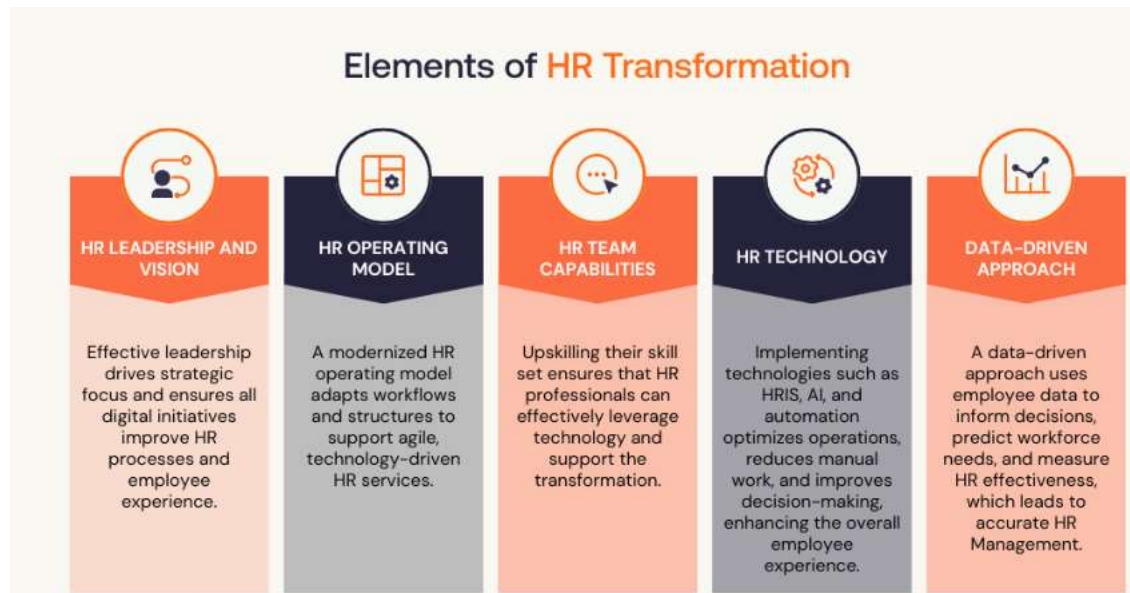 Elements of HR Transformation
HR LEADERSHIP AND
VISION
Effective leadership
drives strategic
focus and ensures all
digital initiatives
improve HR
processes and
employee
experience.
HR OPERATING
MODEL
A modernized HR
operating model
adapts workflows
and structures to
support agile,
technology-driven
HR services.
HR TEAM
CAPABILITIES
Upskilling their skill
set ensures that HR
professionals can
effectively leverage
technology and
support the
transformation.
HR TECHNOLOGY
Implementing
technologies such as
HRIS, AI, and
automation
optimizes operations,
reduces manual
work, and improves
decision-making,
enhancing the overall
employee
experience.
DATA-DRIVEN
APPROACH
A data-driven
approach uses
employee data to
inform decisions,
predict workforce
needs, and measure
HR effectiveness,
which leads to
accurate HR
Management.